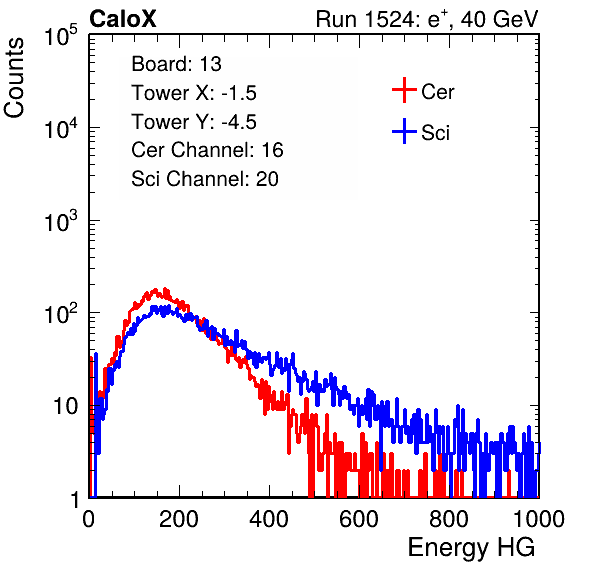 CaloX Run 1524: e⁺, 40 GeV
Counts
10⁵
10⁴
10³
10²
10
1
Board: 13
Tower X: -1.5
Tower Y: -4.5
Cer Channel: 16
Sci Channel: 20
Cer
Sci
0 200 400 600 800 1000
Energy HG